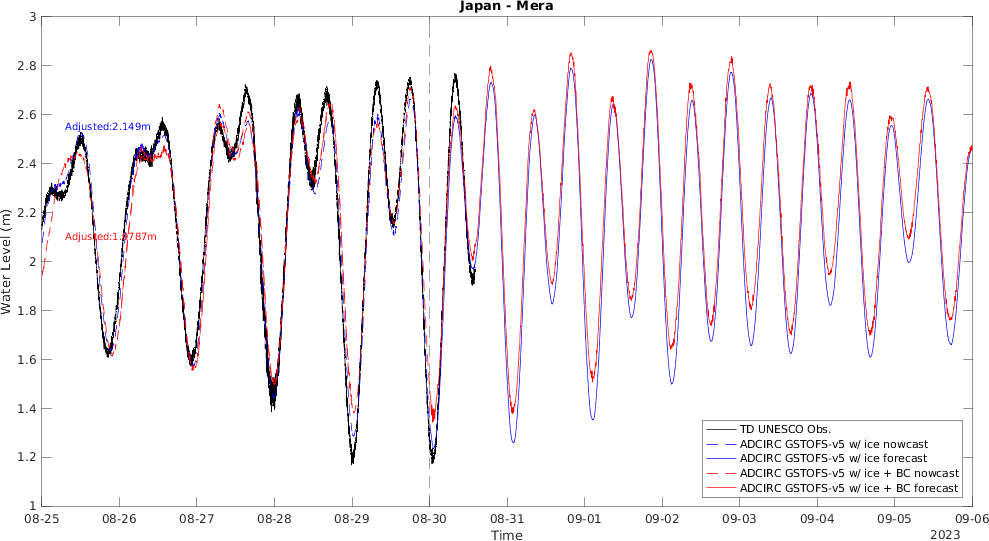 Japan - Mera
3
2.8
2.6
2.4
2.2
2
1.8
1.6
1.4
1.2
1
Water Level (m)
Adjusted:2.149m
TD UNESCO Obs.
ADCIRC GSTOFS-v5 w/ ice nowcast
ADCIRC GSTOFS-v5 w/ ice forecast
ADCIRC GSTOFS-v5 w/ ice + BC nowcast
ADCIRC GSTOFS-v5 w/ ice + BC forecast
08-25 08-26 08-27 08-28 08-29 08-30 08-31 09-01 09-02 09-03 09-04 09-05 09-06
Time
2023